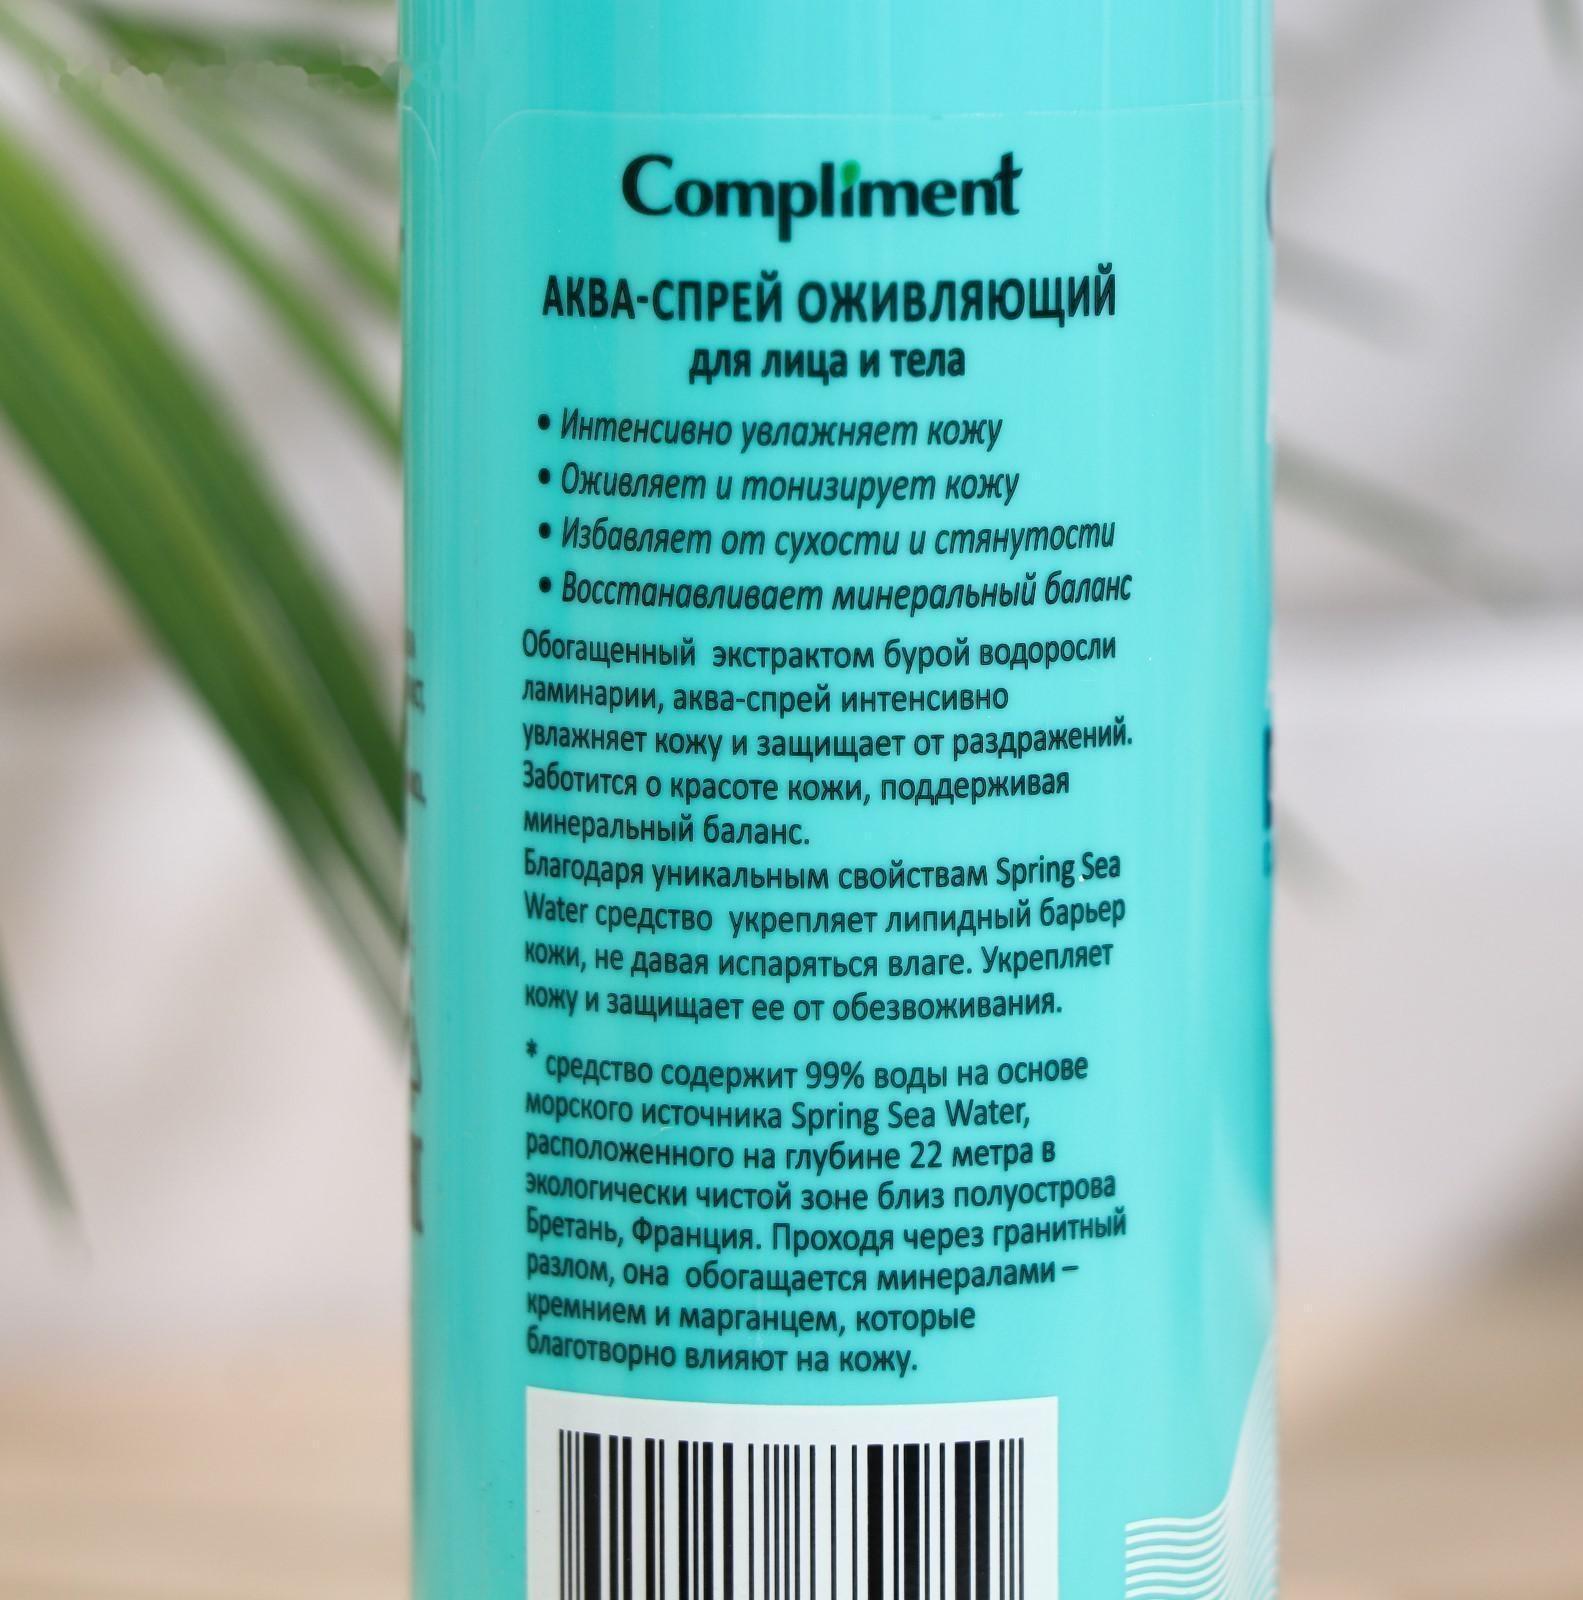 Compliment
АКВА-СПРЕЙ ОЖИВЛЯЮЩИЙ
для лица и тела
• Интенсивно увлажняет кожу
• Оживляет и тонизирует кожу
• Избавляет от сухости и стянутости
• Восстанавливает минеральный баланс
Обогащенный экстрактом бурой водоросли
ламинарии, аква-спрей интенсивно
увлажняет кожу и защищает от раздражений.
Заботится о красоте кожи, поддерживая
минеральный баланс.
Благодаря уникальным свойствам Spring Sea
Water средство укрепляет липидный барьер
кожи, не давая испаряться влаге. Укрепляет
кожу и защищает ее от обезвоживания.
* средство содержит 99% воды на основе
морского источника Spring Sea Water,
расположенного на глубине 22 метра в
экологически чистой зоне близ полуострова
Бретань, Франция. Проходя через гранитный
разлом, она обогащается минералами –
кремнием и марганцем, которые
благотворно влияют на кожу.